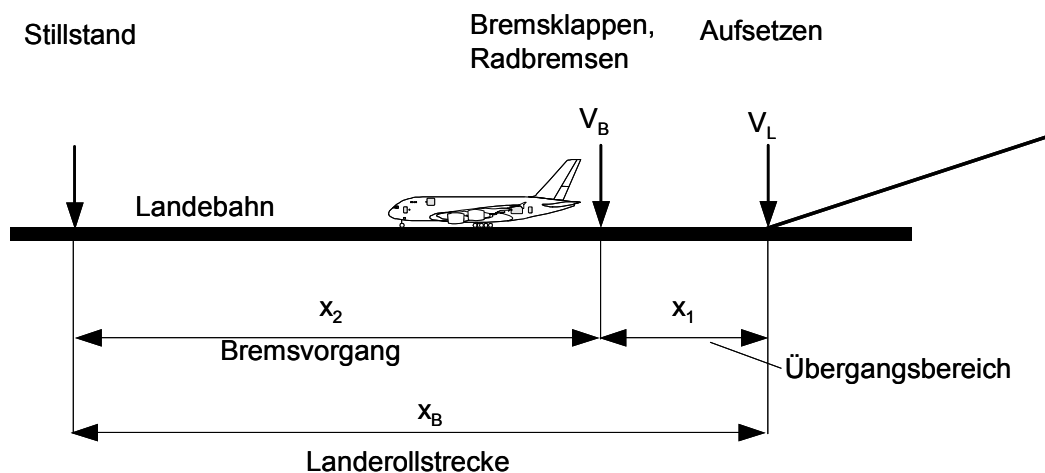 Stillstand
Bremsklappen,
Radbremsen
Aufsetzen
V_B
V_L
Landebahn
x_2
x_1
Bremsvorgang
Übergangsbereich
x_B
Landerollstrecke